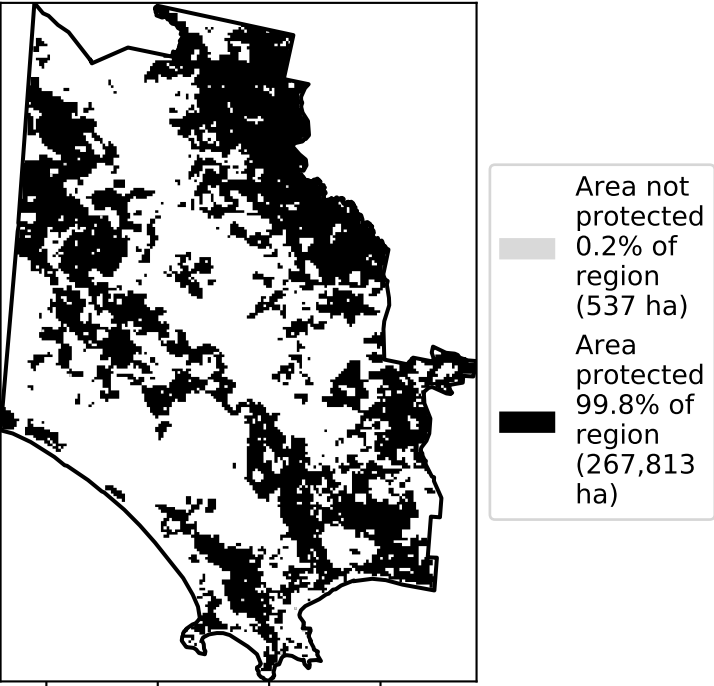 Area not
protected
0.2% of
region
(537 ha)
Area
protected
99.8% of
region
(267,813
ha)